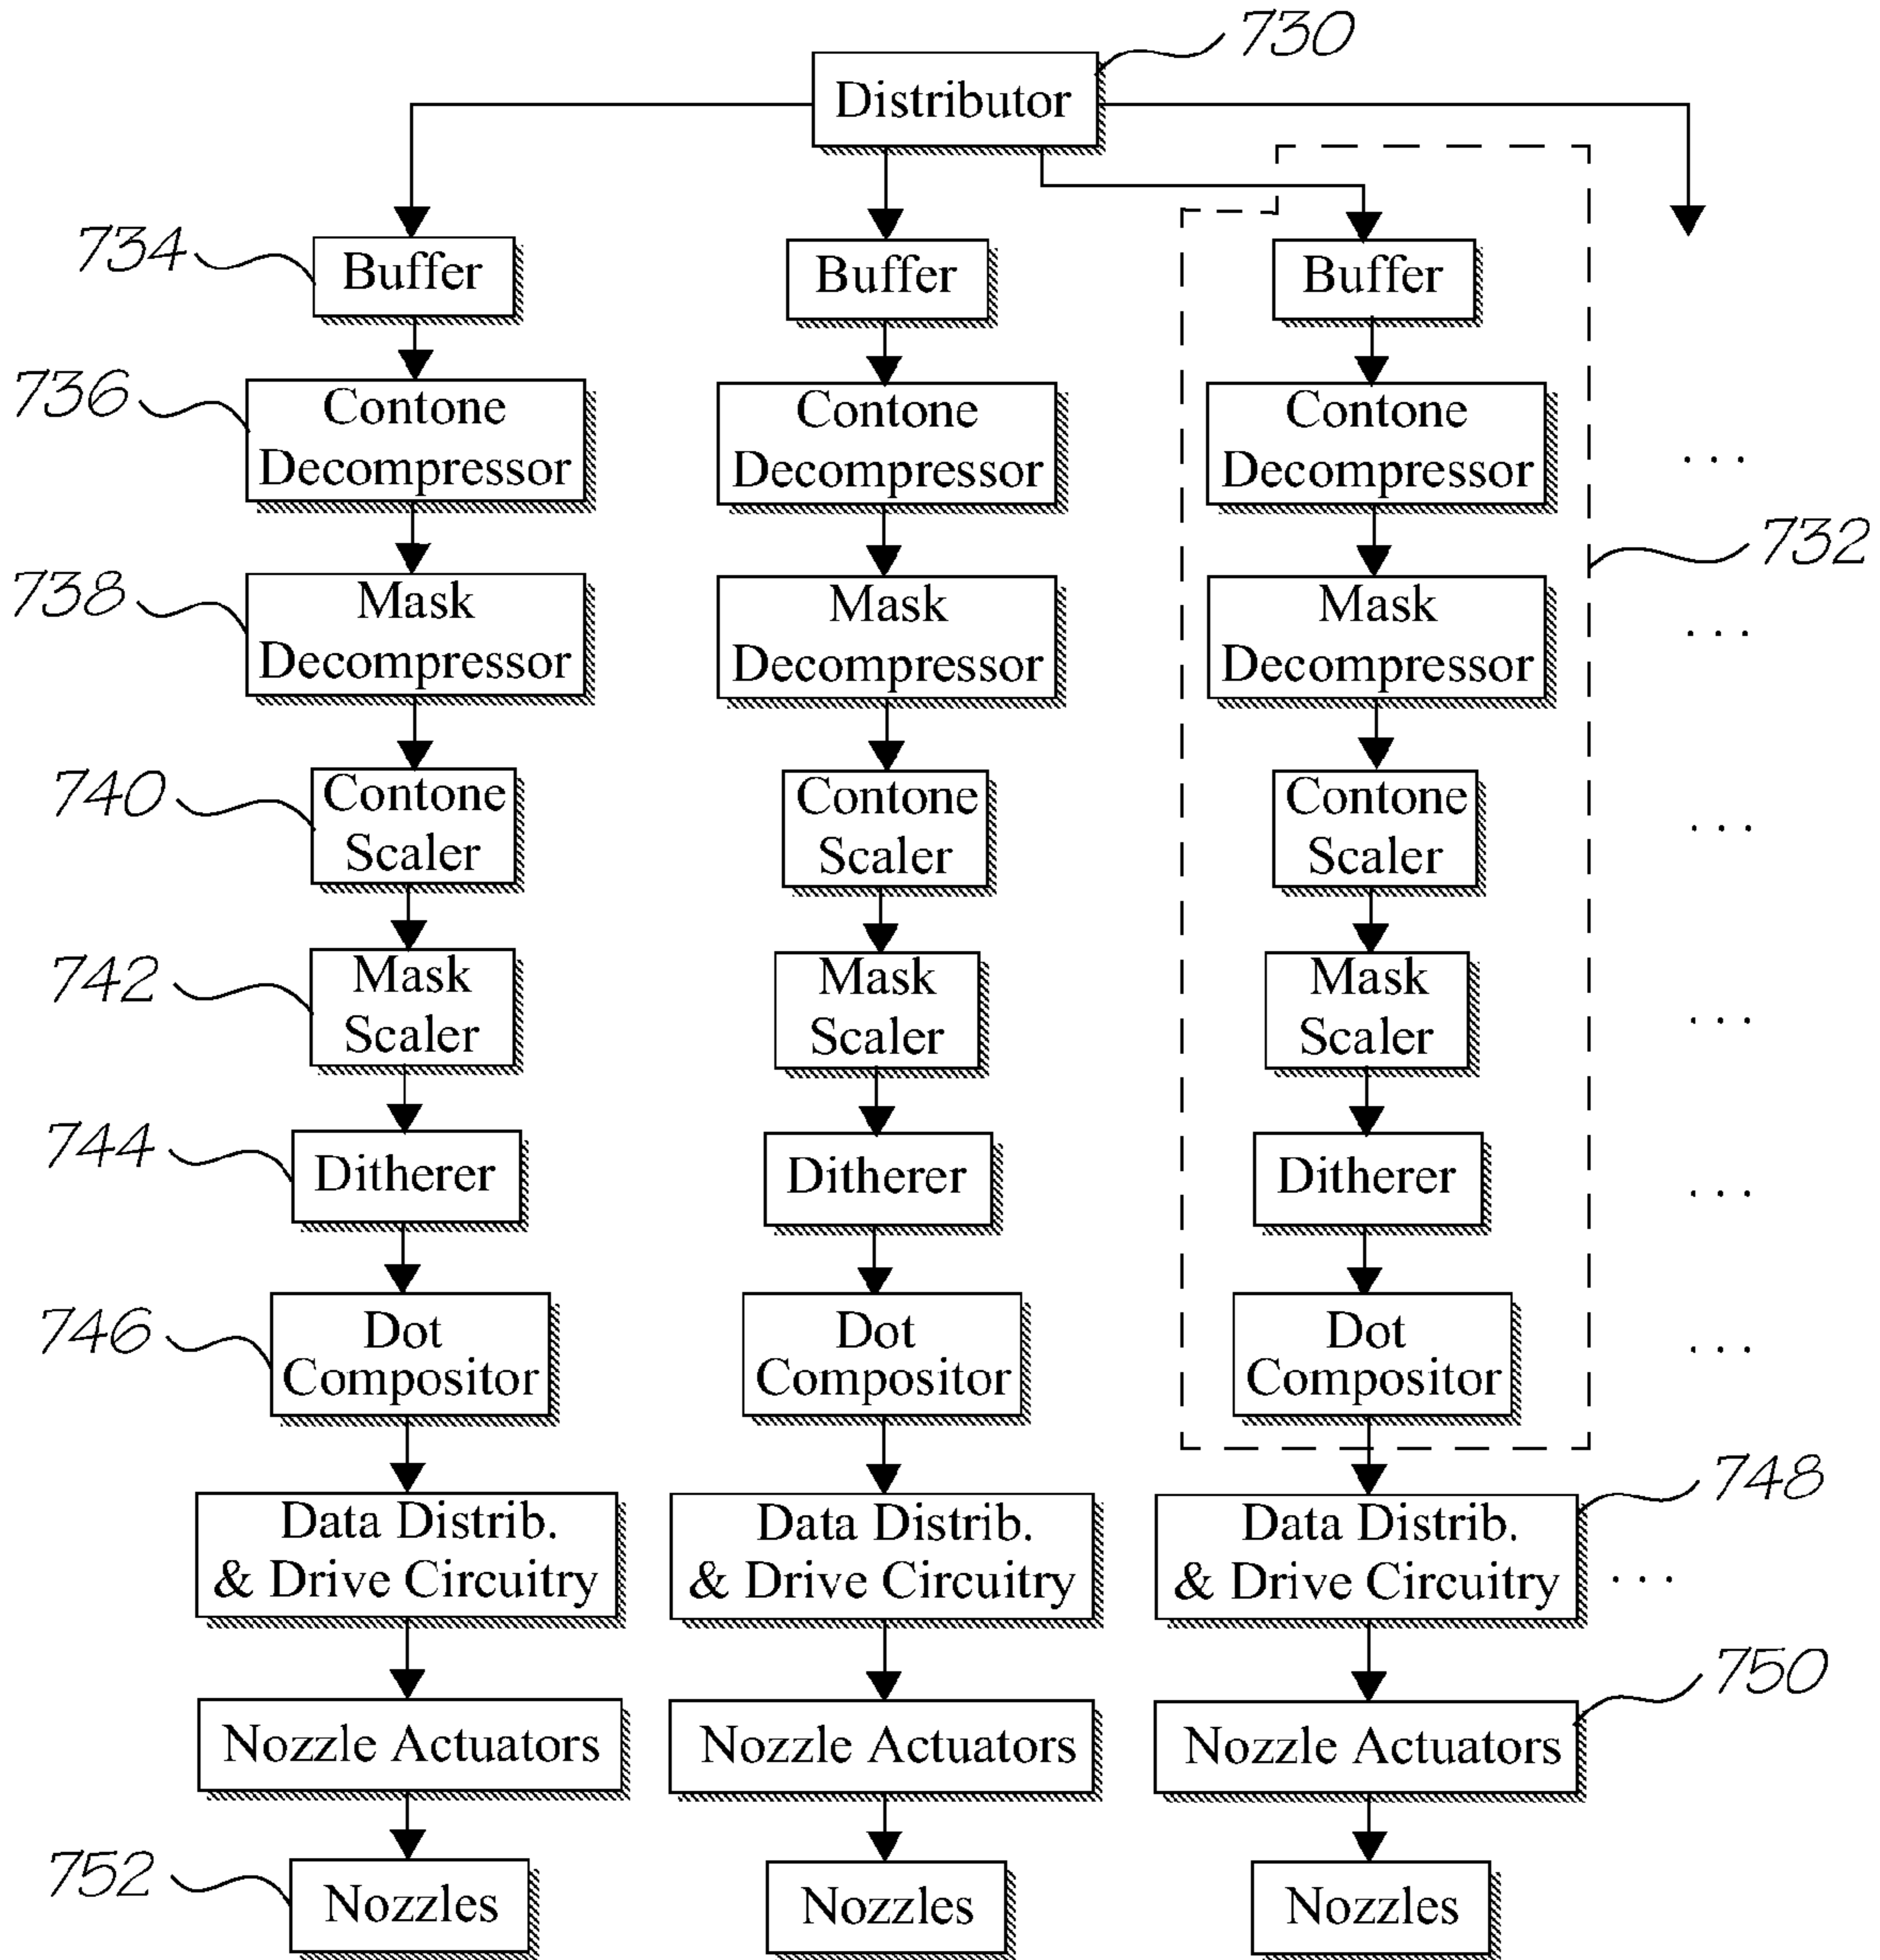 730
Distributor
734
Buffer
Buffer
Buffer
736
Contone
Decompressor
Contone
Decompressor
Contone
Decompressor
...
732
738
Mask
Decompressor
Mask
Decompressor
Mask
Decompressor
...
740
Contone
Scaler
Contone
Scaler
Contone
Scaler
...
742
Mask
Scaler
Mask
Scaler
Mask
Scaler
...
744
Ditherer
Ditherer
Ditherer
...
746
Dot
Compositor
Dot
Compositor
Dot
Compositor
...
748
Data Distrib.
& Drive Circuitry
Data Distrib.
& Drive Circuitry
Data Distrib.
& Drive Circuitry
...
750
Nozzle Actuators
Nozzle Actuators
Nozzle Actuators
752
Nozzles
Nozzles
Nozzles